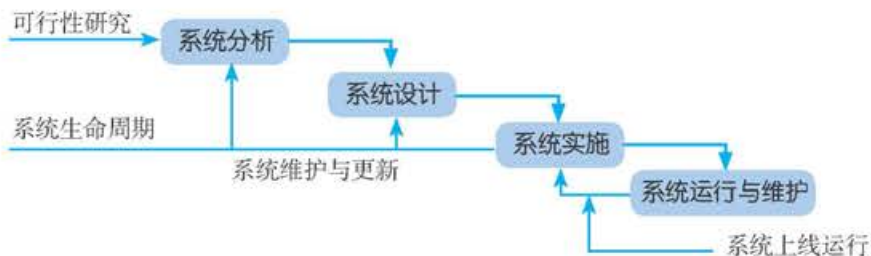 可行性研究
系统分析
系统设计
系统生命周期
系统实施
系统维护与更新
系统运行与维护
系统上线运行